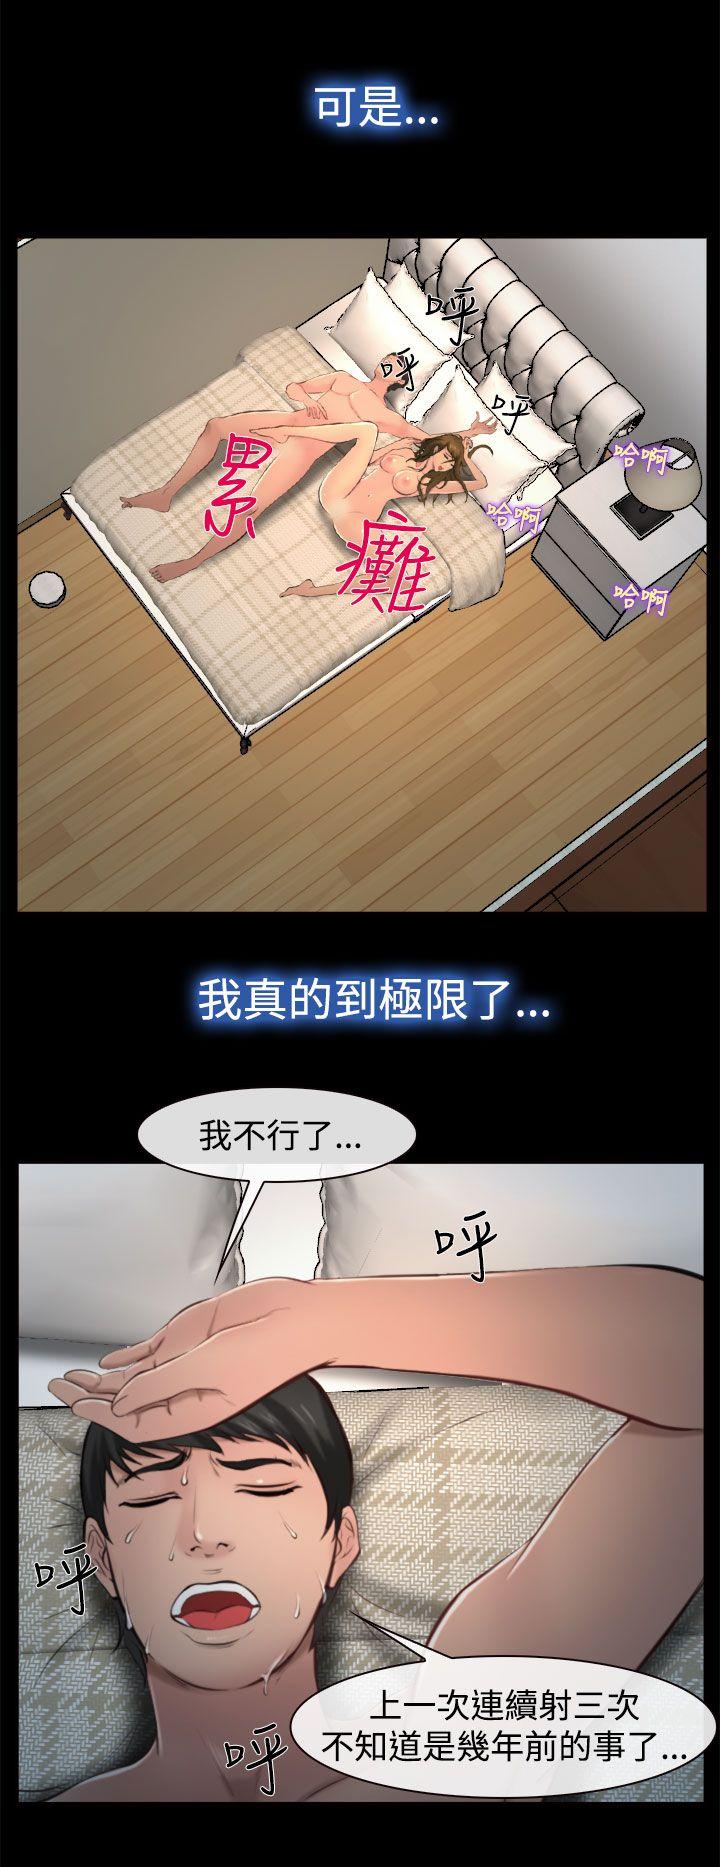 可是...
呼
呼
呼
哈啊
哈啊
哈啊
累
癱
我真的到極限了...
我不行了...
呼
呼
呼
上一次連續射三次
不知道是幾年前的事了...